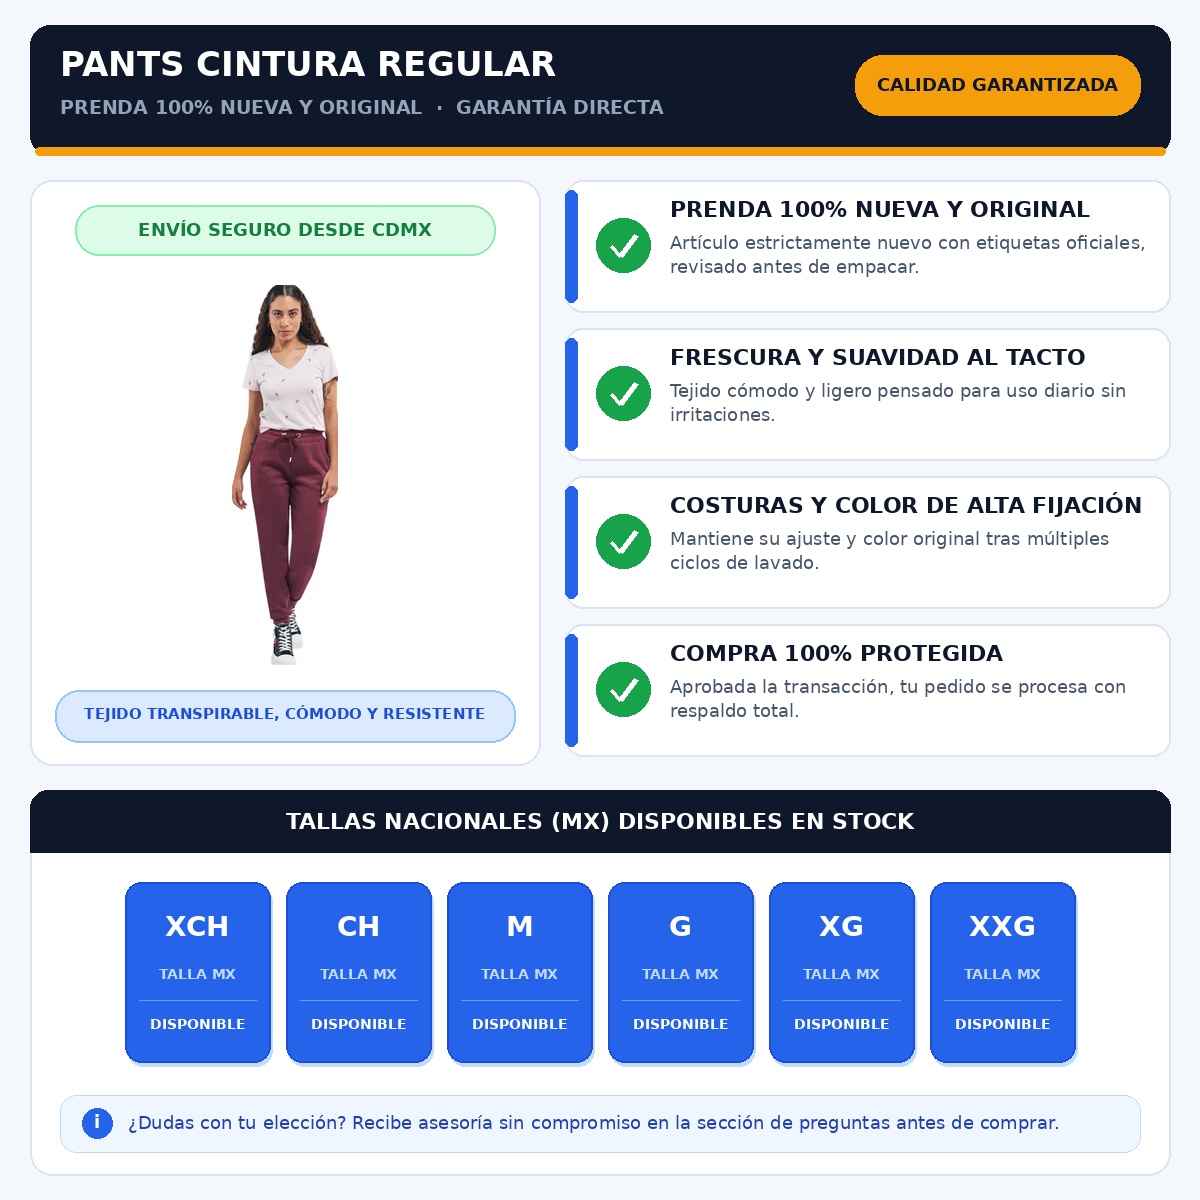 PANTS CINTURA REGULAR
PRENDA 100% NUEVA Y ORIGINAL · GARANTÍA DIRECTA
CALIDAD GARANTIZADA
ENVÍO SEGURO DESDE CDMX
TEJIDO TRANSPIRABLE, CÓMODO Y RESISTENTE
PRENDA 100% NUEVA Y ORIGINAL
Artículo estrictamente nuevo con etiquetas oficiales,
revisado antes de empacar.
FRESCURA Y SUAVIDAD AL TACTO
Tejido cómodo y ligero pensado para uso diario sin
irritaciones.
COSTURAS Y COLOR DE ALTA FIJACIÓN
Mantiene su ajuste y color original tras múltiples
ciclos de lavado.
COMPRA 100% PROTEGIDA
Aprobada la transacción, tu pedido se procesa con
respaldo total.
TALLAS NACIONALES (MX) DISPONIBLES EN STOCK
XCH
TALLA MX
DISPONIBLE
CH
TALLA MX
DISPONIBLE
M
TALLA MX
DISPONIBLE
G
TALLA MX
DISPONIBLE
XG
TALLA MX
DISPONIBLE
XXG
TALLA MX
DISPONIBLE
i ¿Dudas con tu elección? Recibe asesoría sin compromiso en la sección de preguntas antes de comprar.